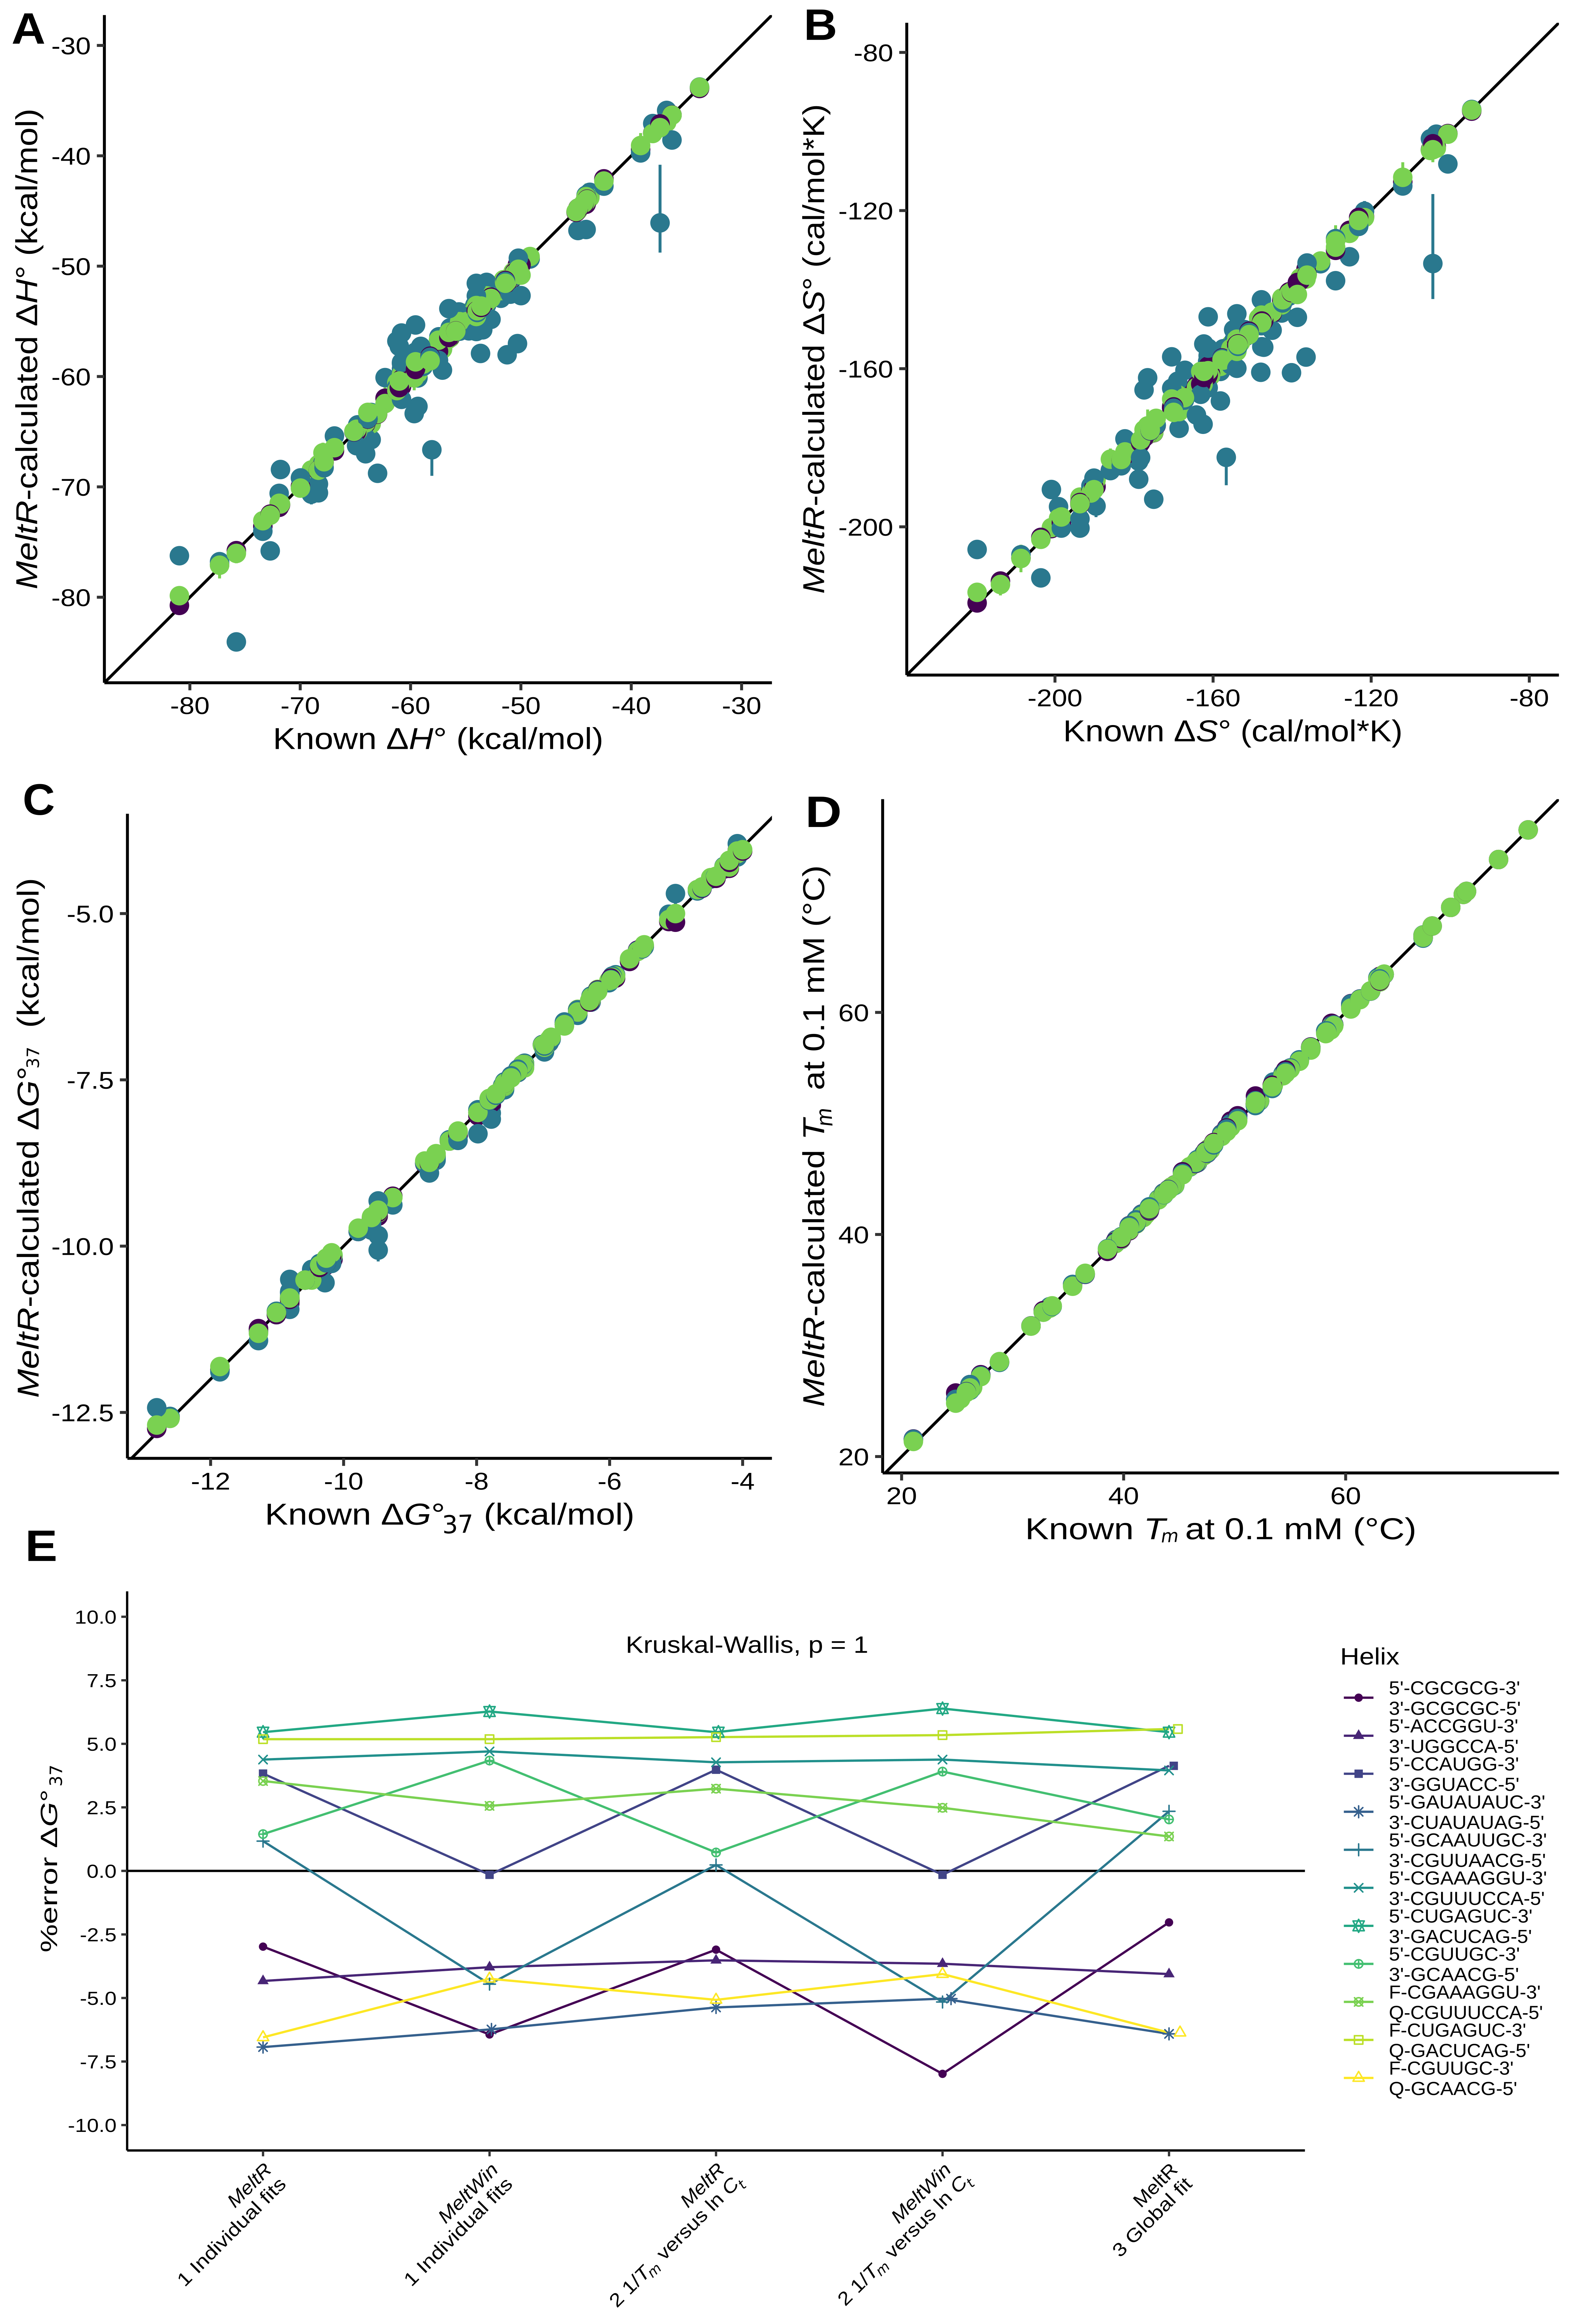 A
-30
-40
-50
-60
-70
-80
MeltR-calculated ΔH° (kcal/mol)
-80 -70 -60 -50 -40 -30
Known ΔH° (kcal/mol)
B
-80
-120
-160
-200
MeltR-calculated ΔS° (cal/mol*K)
-200 -160 -120 -80
Known ΔS° (cal/mol*K)
C
-5.0
-7.5
-10.0
-12.5
MeltR-calculated ΔG°37 (kcal/mol)
-12 -10 -8 -6 -4
Known ΔG°37 (kcal/mol)
D
60
40
20
MeltR-calculated Tm at 0.1 mM (°C)
20 40 60
Known Tm at 0.1 mM (°C)
E
10.0
7.5
5.0
2.5
0.0
-2.5
-5.0
-7.5
-10.0
%error ΔG°37
Kruskal-Wallis, p = 1
MeltR
1 Individual fits
MeltWin
1 Individual fits
MeltR
2 1/Tm versus ln Ct
MeltWin
2 1/Tm versus ln Ct
MeltR
3 Global fit
Helix
5'-CGCGCG-3'
3'-GCGCGC-5'
5'-ACCGGU-3'
3'-UGGCCA-5'
5'-CCAUGG-3'
3'-GGUACC-5'
5'-GAUAUAUC-3'
3'-CUAUAUAG-5'
5'-GCAAUUGC-3'
3'-CGUUAACG-5'
5'-CGAAAGGU-3'
3'-CGUUUCCA-5'
5'-CUGAGUC-3'
3'-GACUCAG-5'
5'-CGUUGC-3'
3'-GCAACG-5'
F-CGAAAGGU-3'
Q-CGUUUCCA-5'
F-CUGAGUC-3'
Q-GACUCAG-5'
F-CGUUGC-3'
Q-GCAACG-5'